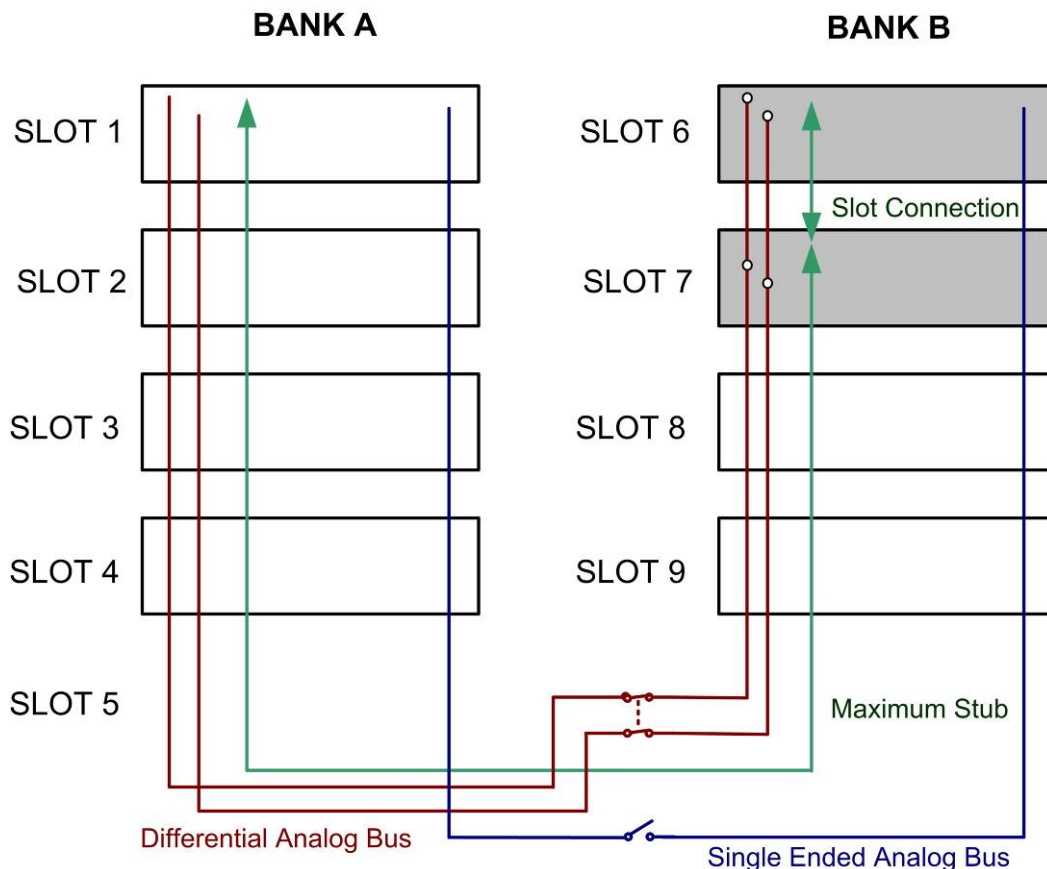 BANK A
BANK B
SLOT 1
SLOT 6
Slot Connection
SLOT 2
SLOT 7
SLOT 3
SLOT 8
SLOT 4
SLOT 9
SLOT 5
Maximum Stub
Differential Analog Bus
Single Ended Analog Bus